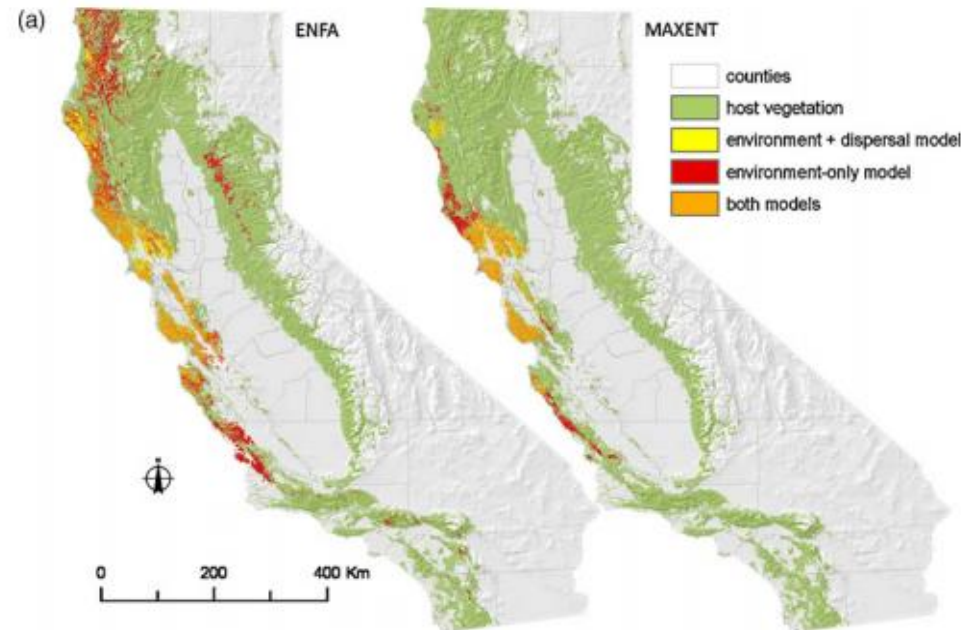 (a)
ENFA
MAXENT
counties
host vegetation
environment + dispersal model
environment-only model
both models
N
0 200 400 Km